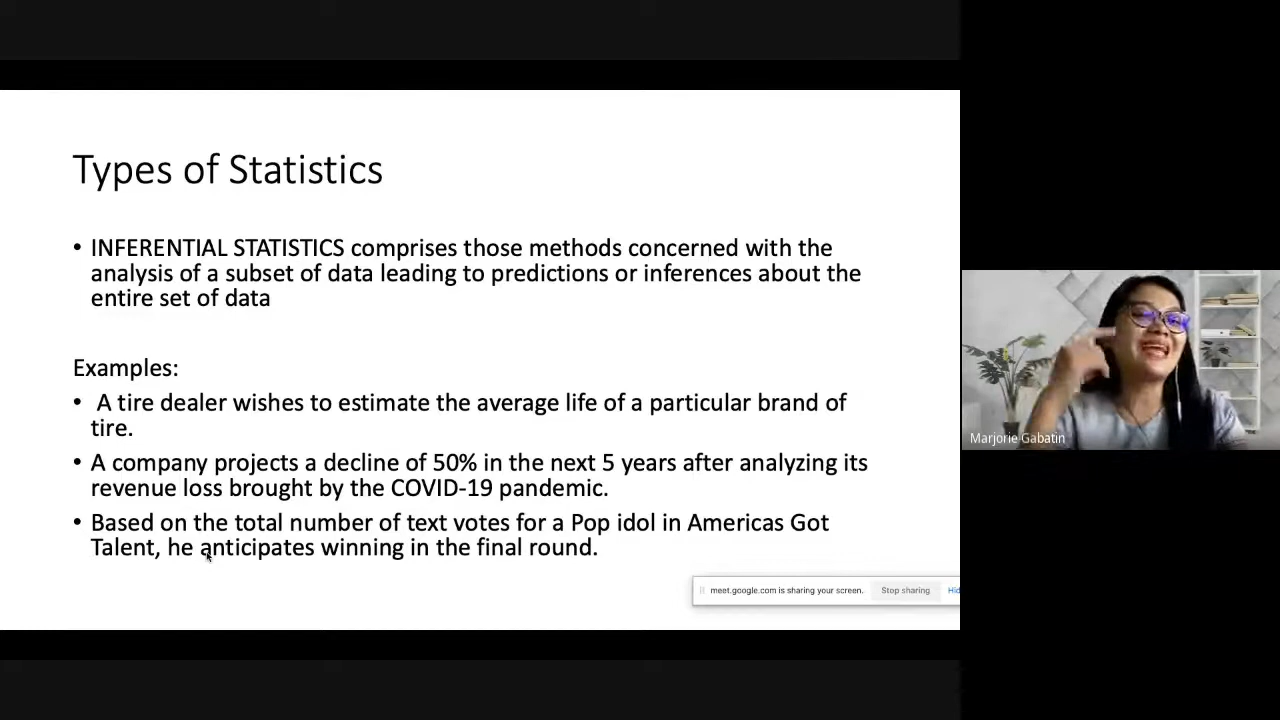 Types of Statistics
• INFERENTIAL STATISTICS comprises those methods concerned with the
analysis of a subset of data leading to predictions or inferences about the
entire set of data
Examples:
• A tire dealer wishes to estimate the average life of a particular brand of
tire.
• A company projects a decline of 50% in the next 5 years after analyzing its
revenue loss brought by the COVID-19 pandemic.
• Based on the total number of text votes for a Pop idol in Americas Got
Talent, he anticipates winning in the final round.
meet.google.com is sharing your screen. Stop sharing Hid
Marjorie Gabatin